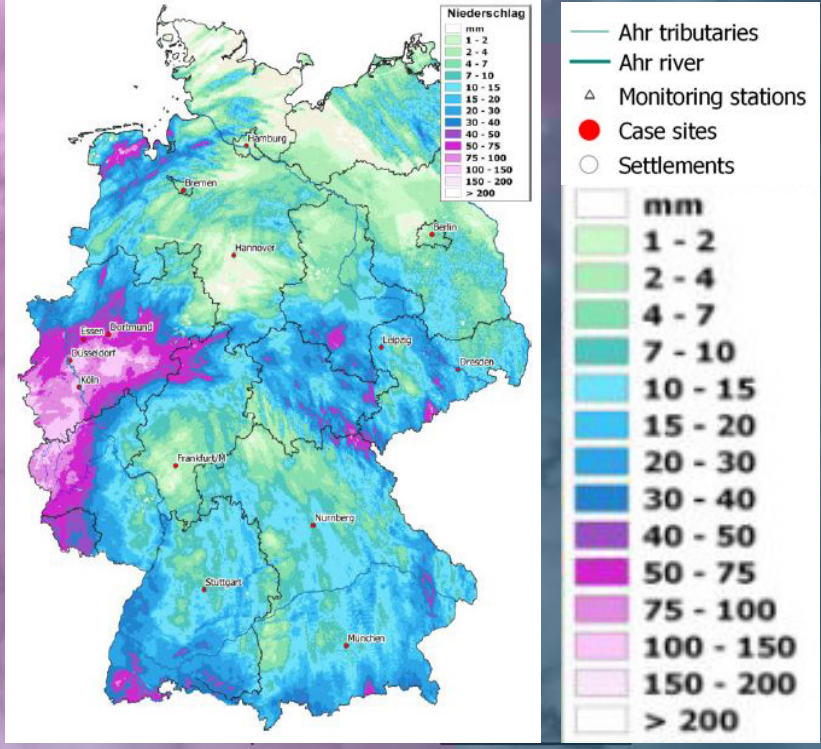 Niederschlag
mm
1 - 2
2 - 4
4 - 7
7 - 10
10 - 15
15 - 20
20 - 30
30 - 40
40 - 50
50 - 75
75 - 100
100 - 150
150 - 200
> 200
Hamburg
Bremen
Berlin
Hannover
Essen
Dortmund
Düsseldorf
Leipzig
Köln
Dresden
Frankfurt/M
Nürnberg
Stuttgart
München
Ahr tributaries
Ahr river
Monitoring stations
Case sites
Settlements
mm
1 - 2
2 - 4
4 - 7
7 - 10
10 - 15
15 - 20
20 - 30
30 - 40
40 - 50
50 - 75
75 - 100
100 - 150
150 - 200
> 200